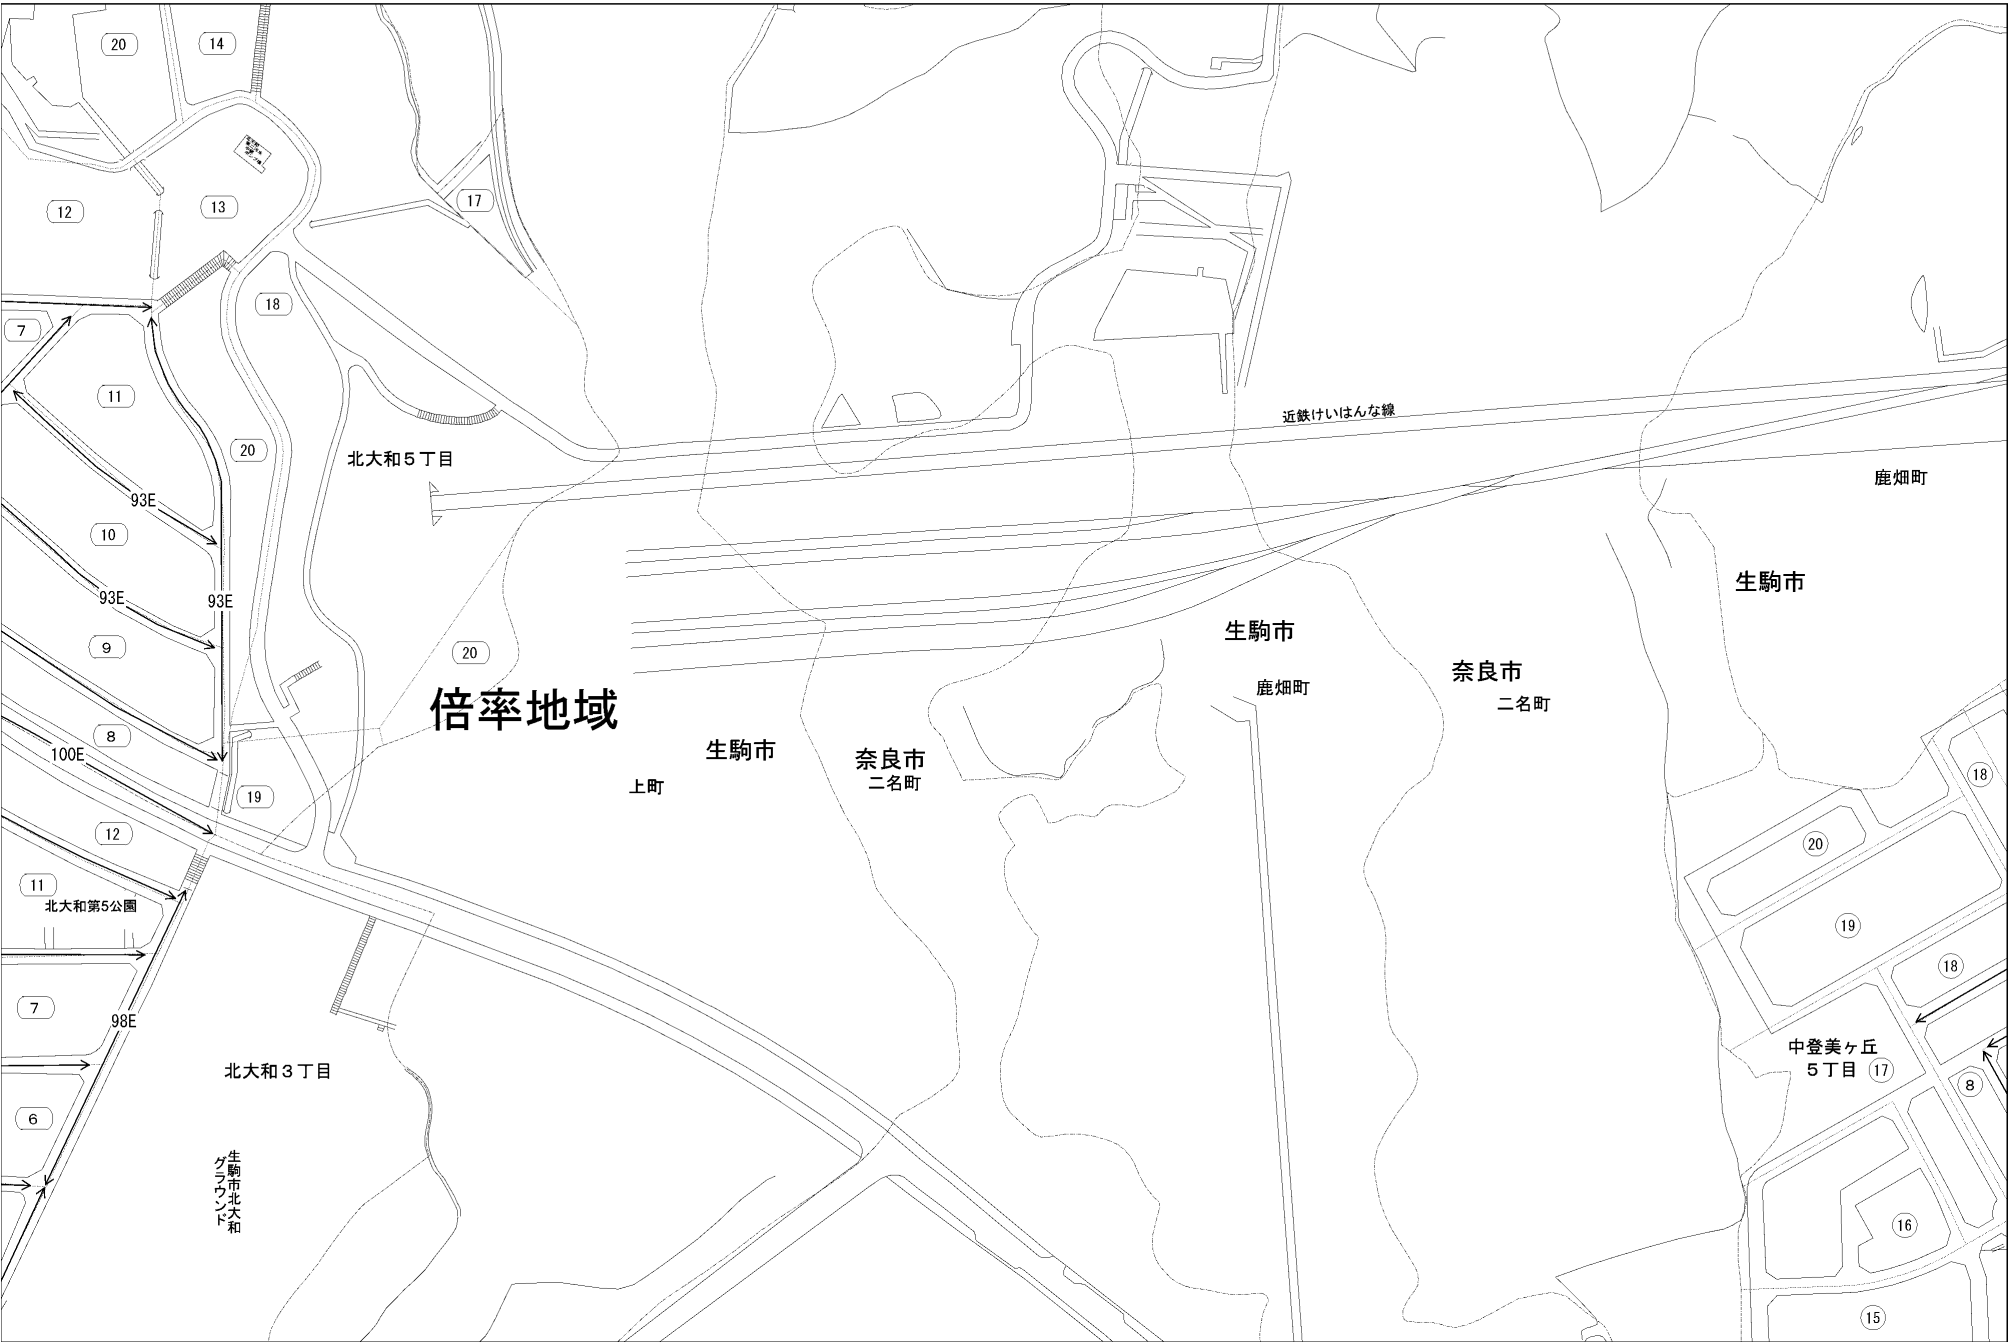 20
14
12
13
17
18
7
11
近鉄けいはんな線
20
北大和５丁目
鹿畑町
93E
10
生駒市
93E
93E
生駒市
9
20
奈良市
鹿畑町
二名町
倍率地域
8
生駒市
奈良市
100E
二名町
上町
18
19
12
20
11
北大和第5公園
19
18
7
98E
中登美ヶ丘
５丁目
17
北大和３丁目
8
6
生駒市北大和
グラウンド
16
15